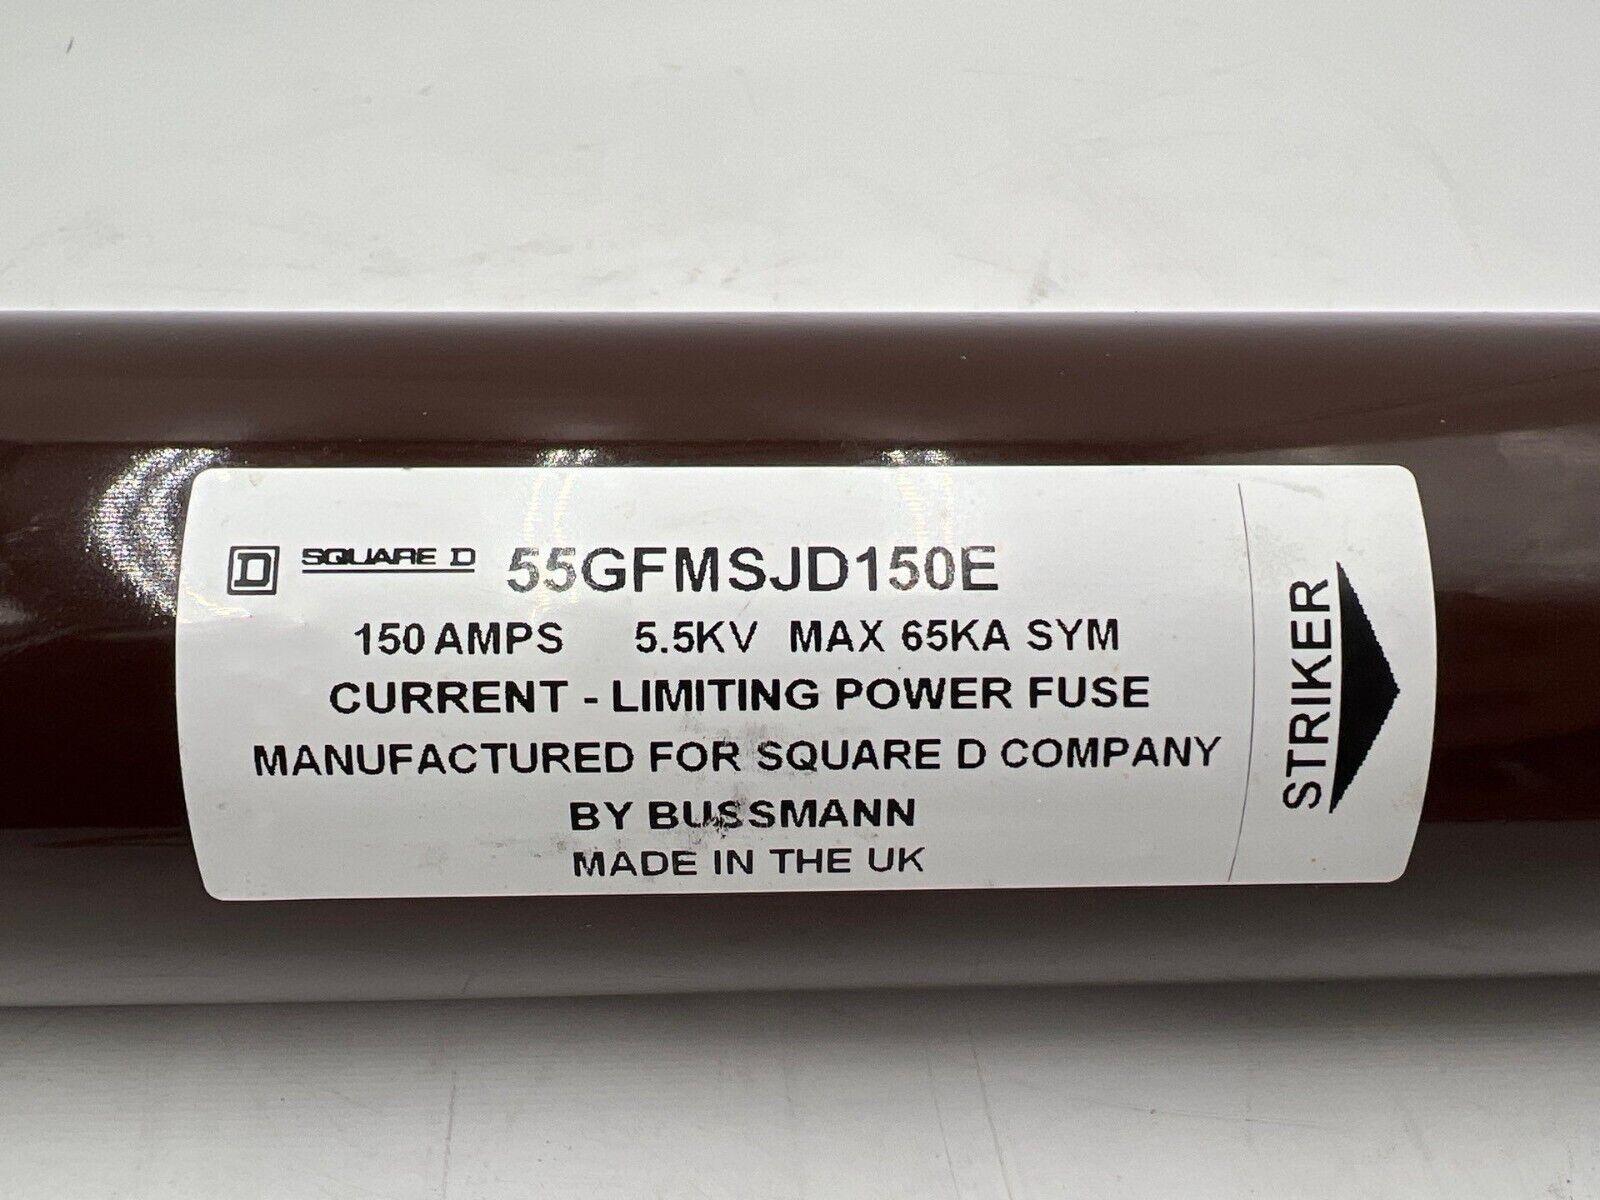 D SQUARE D 55GFMSJD150E
150 AMPS 5.5KV MAX 65KA SYM
CURRENT - LIMITING POWER FUSE
MANUFACTURED FOR SQUARE D COMPANY
BY BUSSMANN
MADE IN THE UK
STRIKER